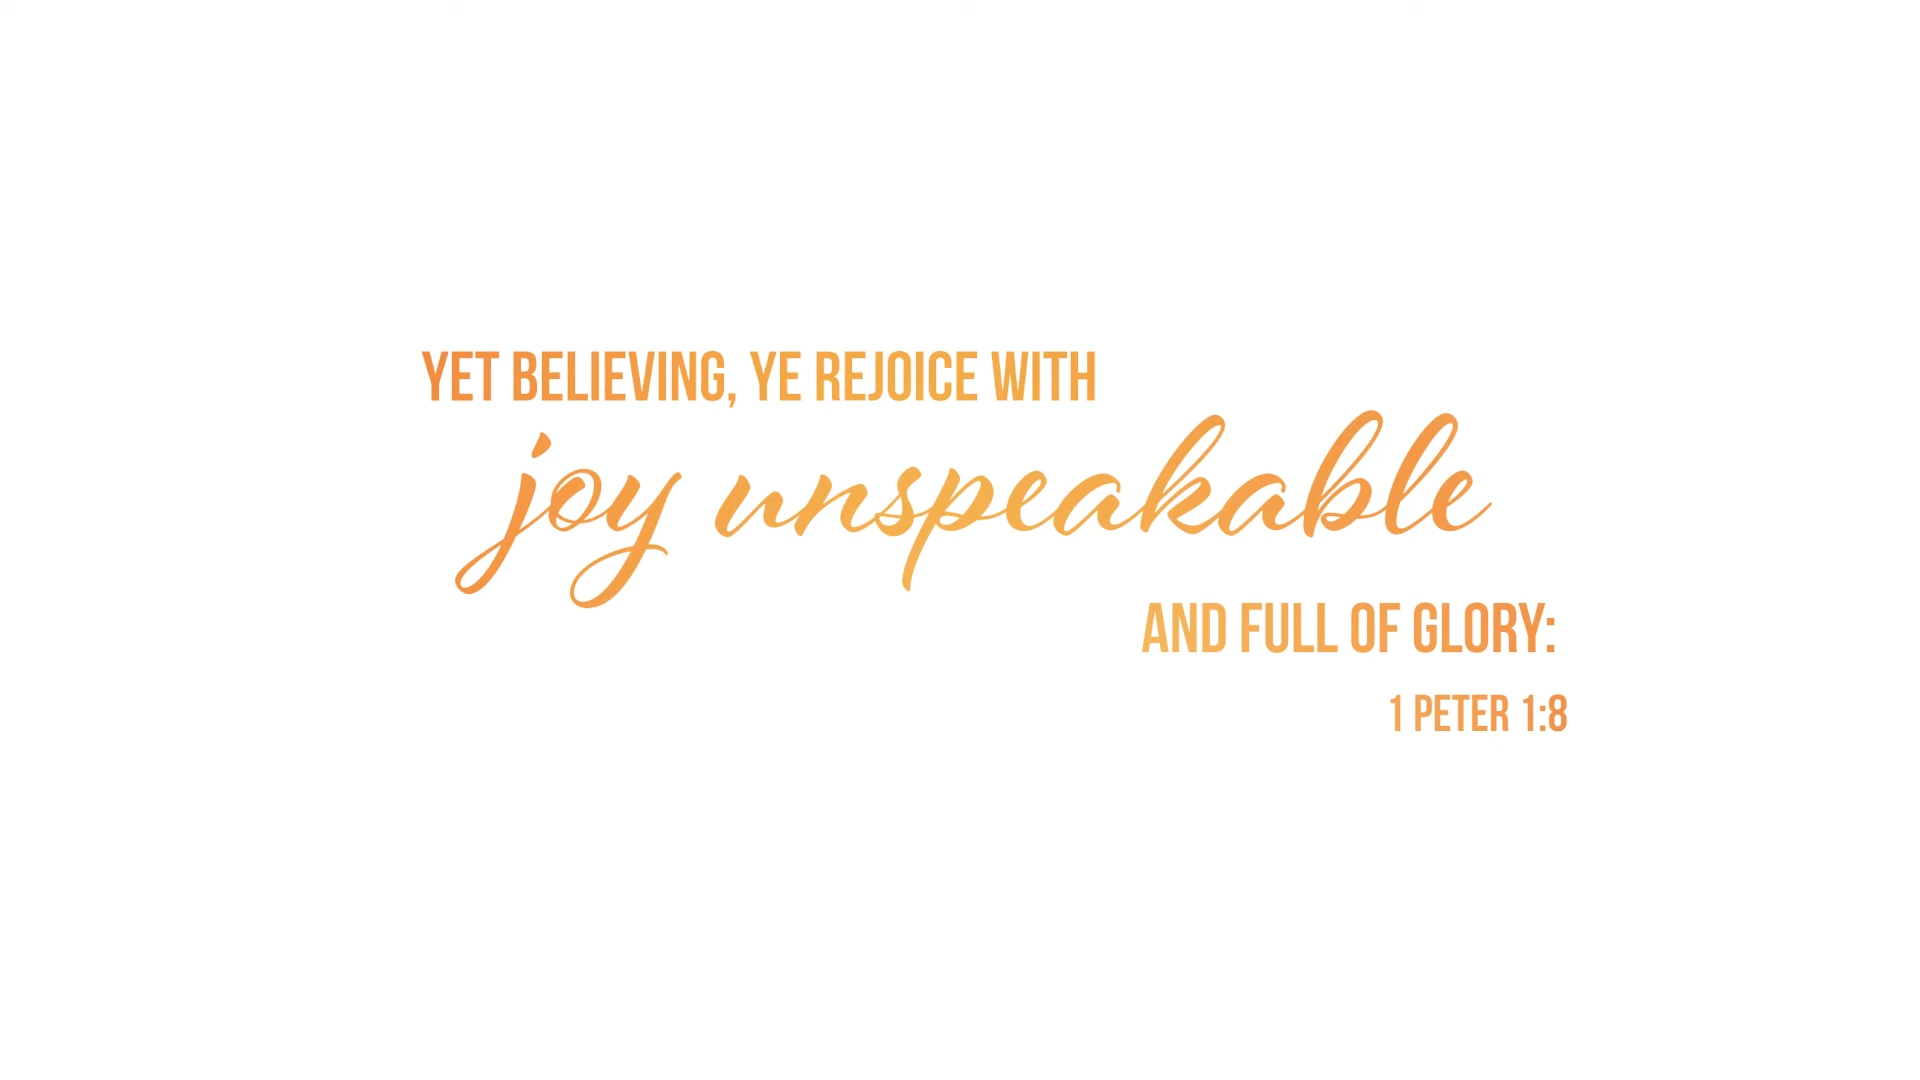 YET BELIEVING, YE REJOICE WITH
joy unspeakable
AND FULL OF GLORY:
1 PETER 1:8